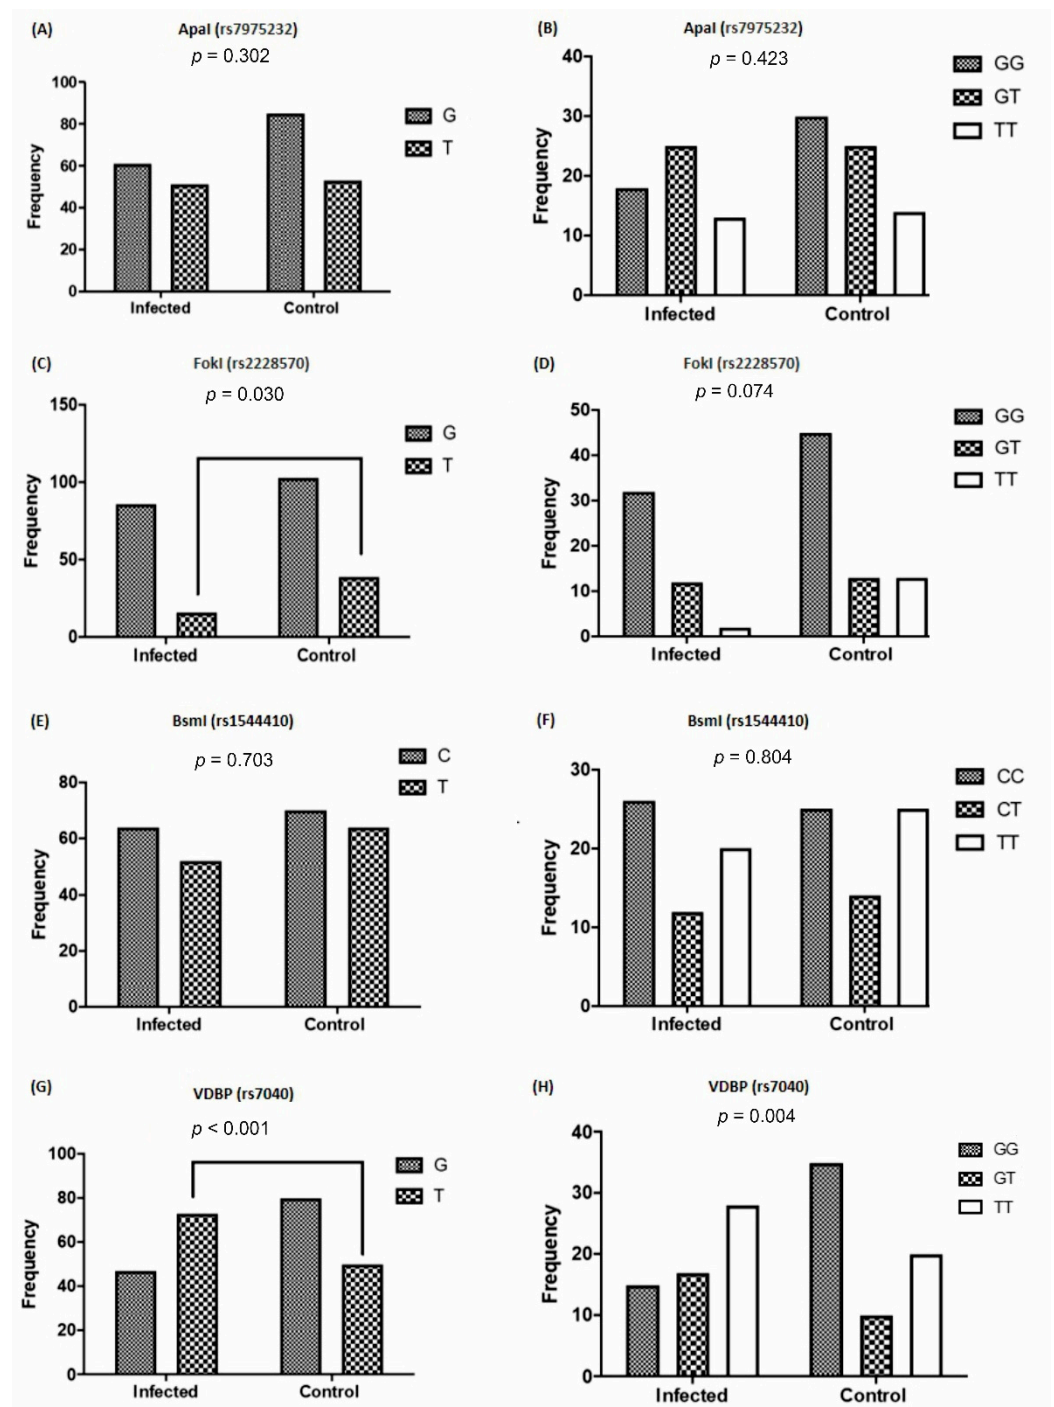 (A)
ApaI (rs7975232)
p = 0.302
100
80
60
40
20
0
Frequency
Infected
Control
G
T
(B)
ApaI (rs7975232)
p = 0.423
40
30
20
10
0
Frequency
Infected
Control
GG
GT
TT
(C)
FokI (rs2228570)
p = 0.030
150
100
50
0
Frequency
Infected
Control
G
T
(D)
FokI (rs2228570)
p = 0.074
50
40
30
20
10
0
Frequency
Infected
Control
GG
GT
TT
(E)
BsmI (rs1544410)
p = 0.703
80
60
40
20
0
Frequency
Infected
Control
C
T
(F)
BsmI (rs1544410)
p = 0.804
30
20
10
0
Frequency
Infected
Control
CC
CT
TT
(G)
VDBP (rs7040)
p < 0.001
100
80
60
40
20
0
Frequency
Infected
Control
G
T
(H)
VDBP (rs7040)
p = 0.004
40
30
20
10
0
Frequency
Infected
Control
GG
GT
TT